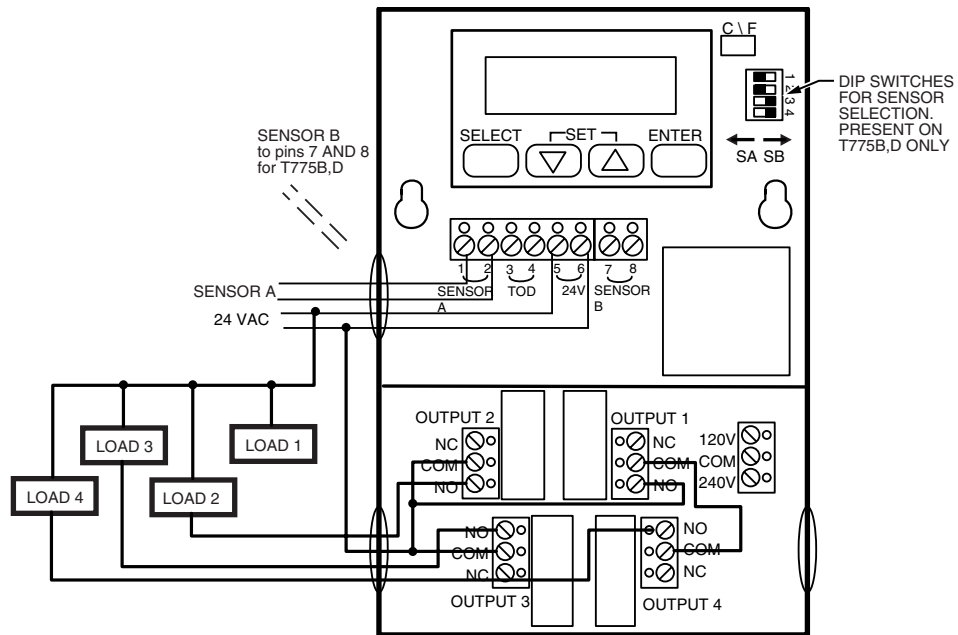 C \ F
DIP SWITCHES
FOR SENSOR
SELECTION.
PRESENT ON
T775B,D ONLY
1
2
3
4
SELECT
SET
ENTER
SA SB
SENSOR B
to pins 7 AND 8
for T775B,D
1 2 3 4 5 6 7 8
SENSOR A
TOD
24V
SENSOR B
SENSOR A
24 VAC
OUTPUT 2
OUTPUT 1
NC
COM
NO
NC
COM
NO
120V
COM
240V
LOAD 1
LOAD 3
LOAD 4
LOAD 2
NO
COM
NC
NO
COM
NC
OUTPUT 3
OUTPUT 4